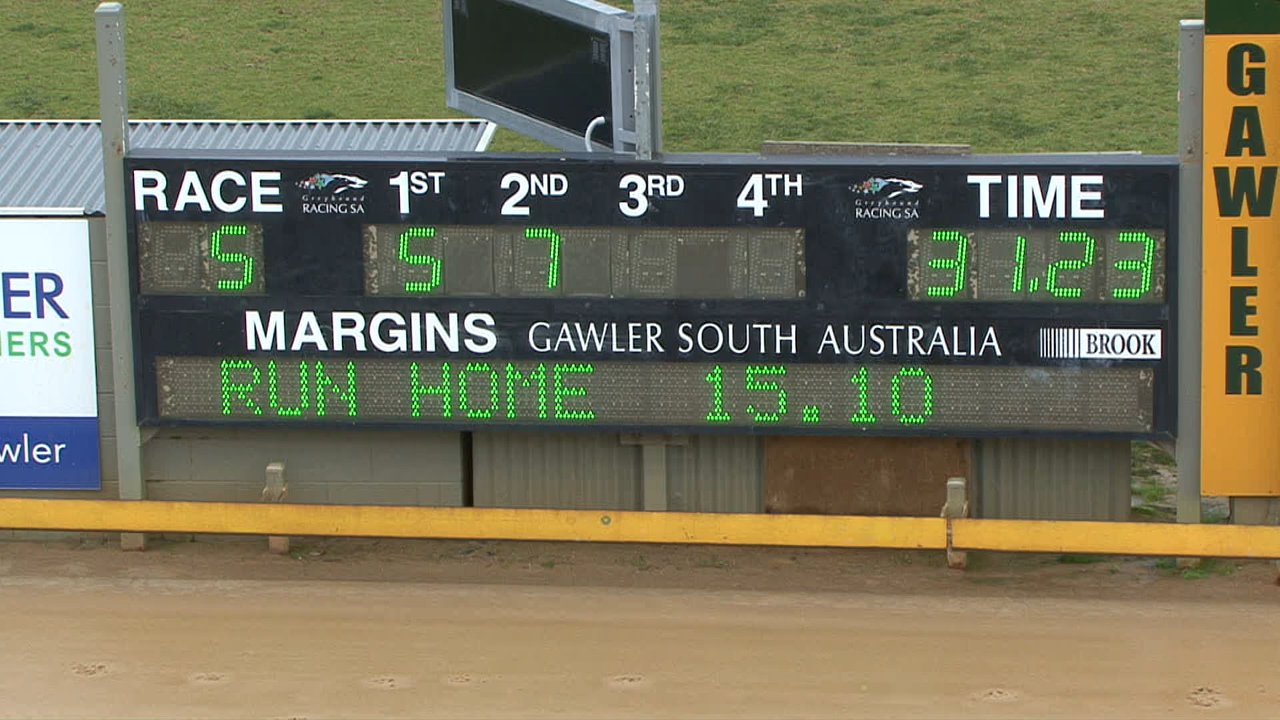 RACE Greyhound RACING SA 1ST 2ND 3RD 4TH Greyhound RACING SA TIME
5 5 7 31.23
MARGINS GAWLER SOUTH AUSTRALIA BROOK
RUN HOME 15.10
GAWLER
ER
IERS
wler